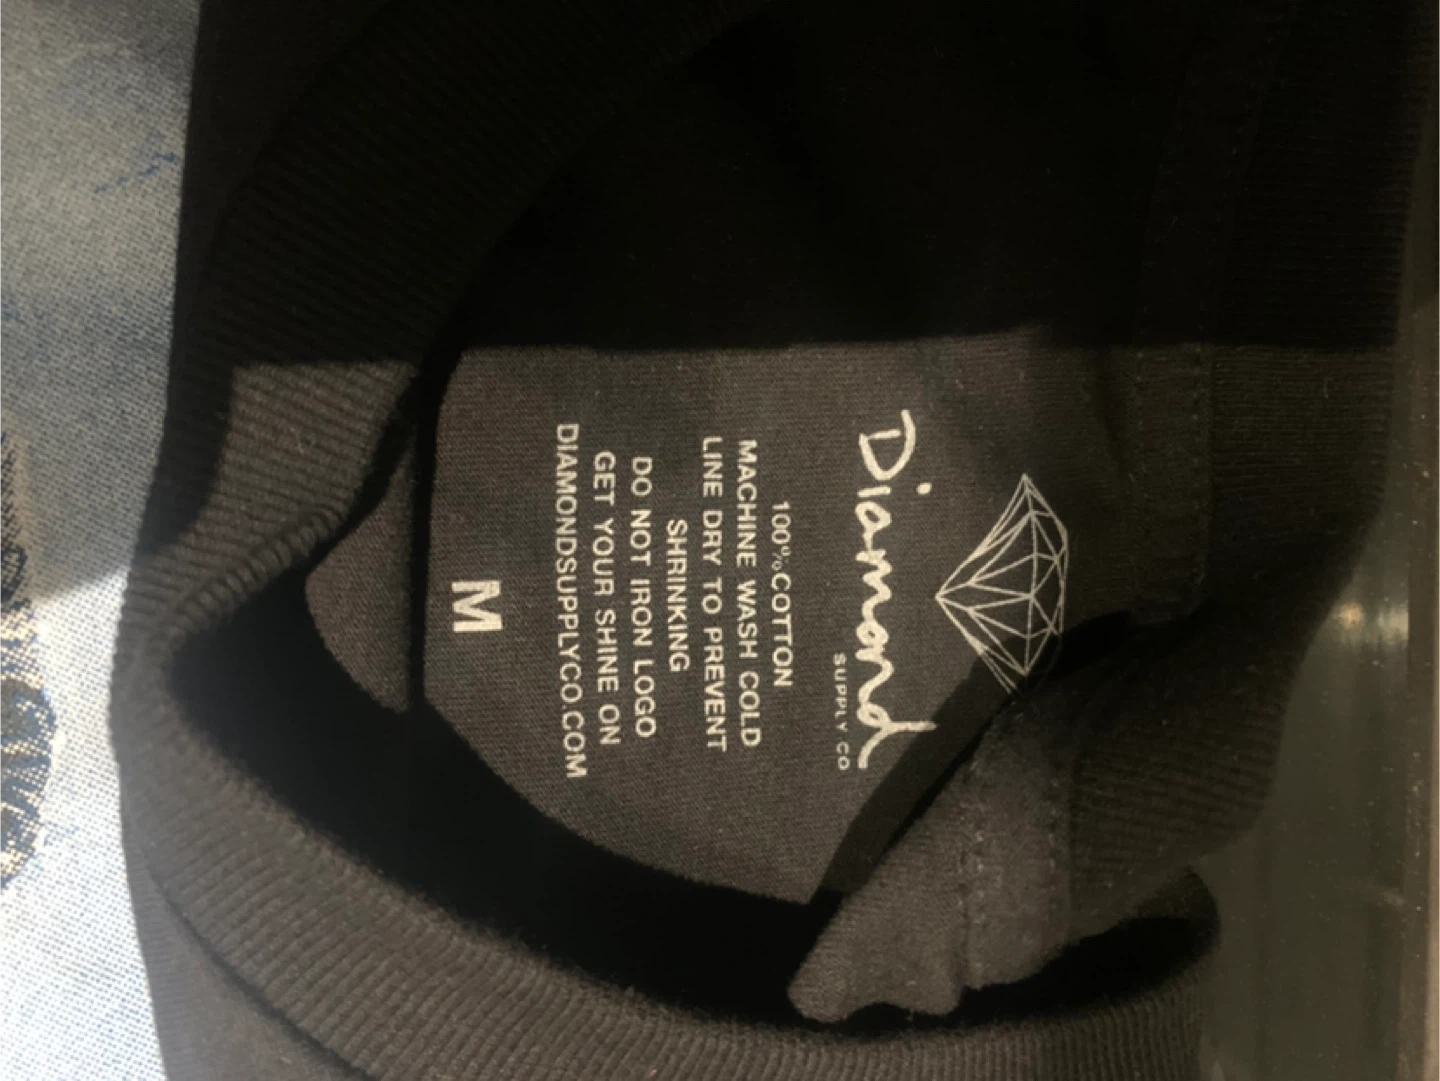 Diamond
SUPPLY CO
100%COTTON
MACHINE WASH COLD
LINE DRY TO PREVENT
SHRINKING
DO NOT IRON LOGO
GET YOUR SHINE ON
DIAMONDSUPPLYCO.COM
M